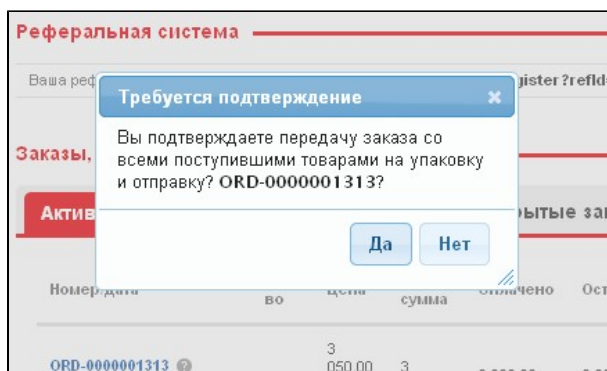 Реферальная система
Ваша реф
gister?refId
Требуется подтверждение
Вы подтверждаете передачу заказа со
всеми поступившими товарами на упаковку
и отправку? ORD-0000001313?
Да Нет
Заказы,
Актив
рытые за
Номер/дата во цена сумма Оплачено Ост
ORD-0000001313
3
050.00 3